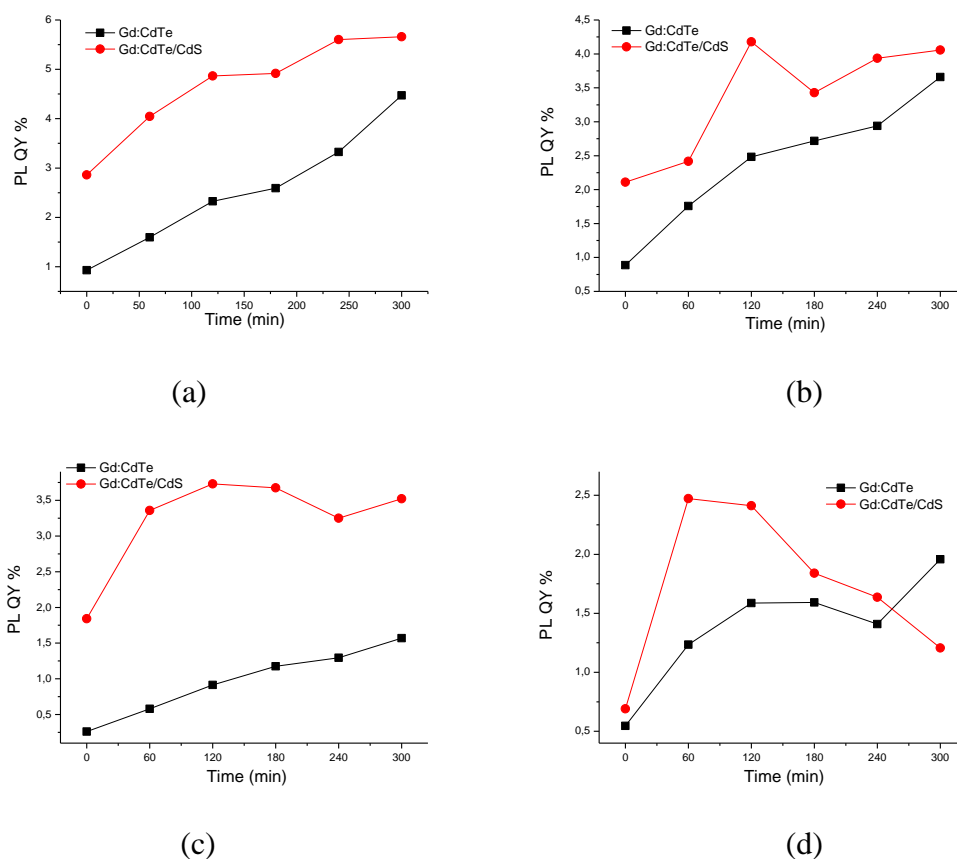 6
5
4
3
2
1
PL QY %
Gd:CdTe
Gd:CdTe/CdS
0 50 100 150 200 250 300
Time (min)
(a)
4,5
4,0
3,5
3,0
2,5
2,0
1,5
1,0
0,5
PL QY %
Gd:CdTe
Gd:CdTe/CdS
0 60 120 180 240 300
Time (min)
(b)
3,5
3,0
2,5
2,0
1,5
1,0
0,5
PL QY %
Gd:CdTe
Gd:CdTe/CdS
0 60 120 180 240 300
Time (min)
(c)
2,5
2,0
1,5
1,0
0,5
PL QY %
Gd:CdTe
Gd:CdTe/CdS
0 60 120 180 240 300
Time (min)
(d)